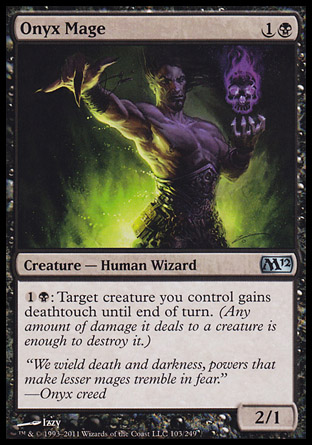 Onyx Mage 1
Creature — Human Wizard M12
1 : Target creature you control gains
deathtouch until end of turn. (Any
amount of damage it deals to a creature is
enough to destroy it.)
"We wield death and darkness, powers that
make lesser mages tremble in fear."
—Onyx creed
Izzy
™ & © 1993–2011 Wizards of the Coast LLC 103/249
2/1